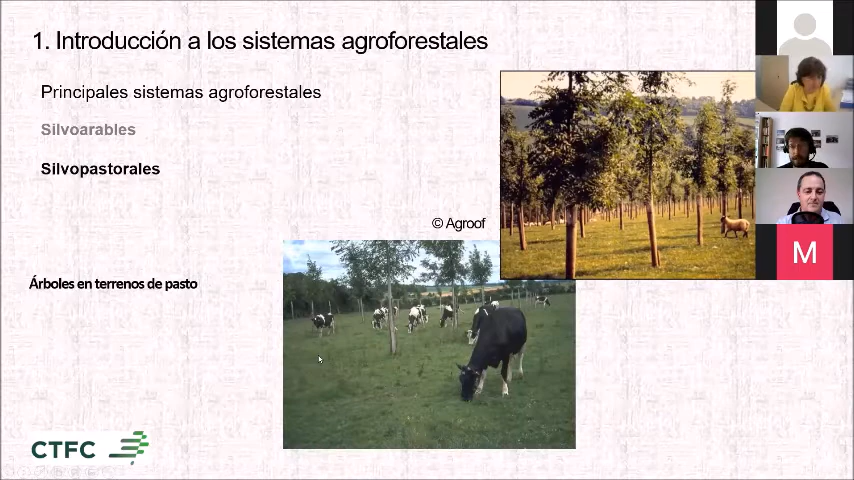 1. Introducción a los sistemas agroforestales
Principales sistemas agroforestales
Silvoarables
Silvopastorales
© Agroof
Árboles en terrenos de pasto
CTFC
M